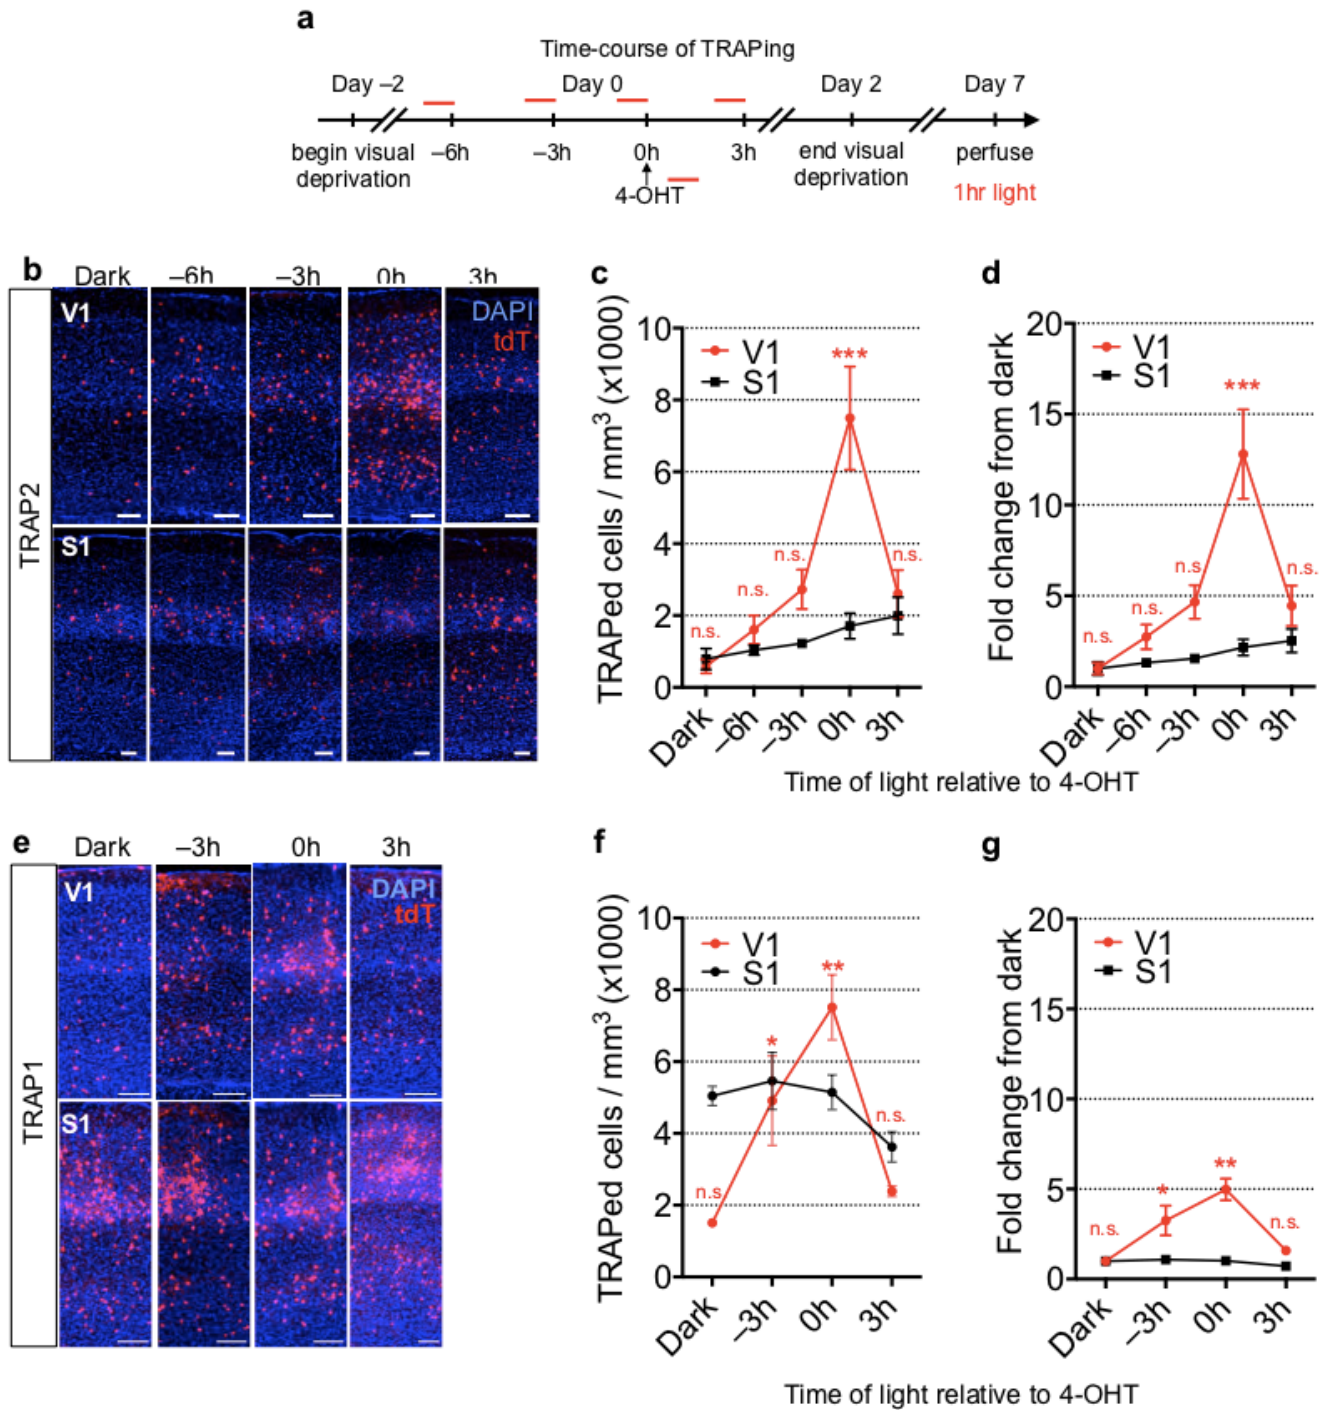 a
Time-course of TRAPing
Day –2
Day 0
Day 2
Day 7
begin visual
deprivation
–6h
–3h
0h
3h
4-OHT
end visual
deprivation
perfuse
1hr light
b
Dark
–6h
–3h
0h
3h
TRAP2
V1
DAPI
tdT
S1
c
TRAPed cells / mm³ (x1000)
10
8
6
4
2
0
V1
S1
n.s.
n.s.
n.s.
***
n.s.
Dark
–6h
–3h
0h
3h
d
Fold change from dark
20
15
10
5
0
V1
S1
n.s.
n.s.
n.s.
***
n.s.
Dark
–6h
–3h
0h
3h
Time of light relative to 4-OHT
e
Dark
–3h
0h
3h
TRAP1
V1
DAPI
tdT
S1
f
TRAPed cells / mm³ (x1000)
10
8
6
4
2
0
V1
S1
n.s
*
**
n.s.
Dark
–3h
0h
3h
g
Fold change from dark
20
15
10
5
0
V1
S1
n.s.
*
**
n.s.
Dark
–3h
0h
3h
Time of light relative to 4-OHT